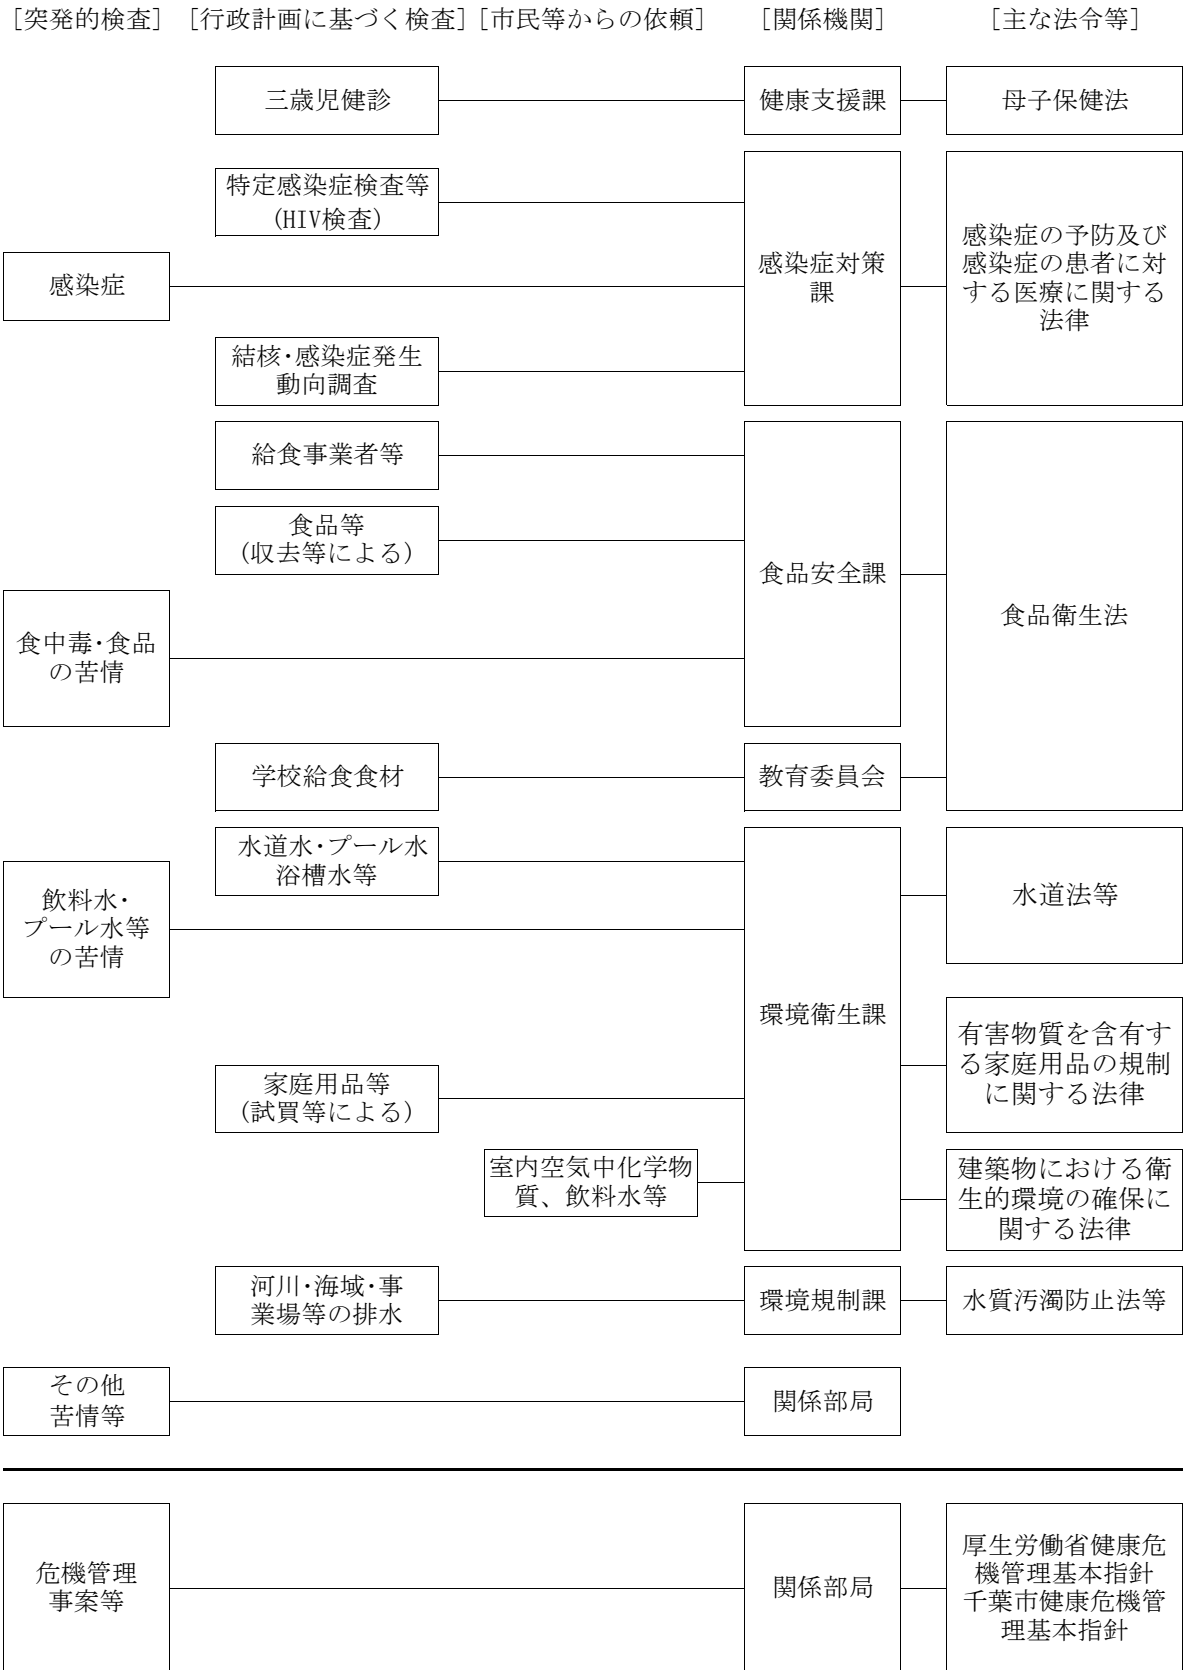 [突発的検査] [行政計画に基づく検査] [市民等からの依頼] [関係機関] [主な法令等]
三歳児健診
健康支援課
母子保健法
特定感染症検査等
(HIV検査)
感染症
感染症対策
課
感染症の予防及び
感染症の患者に対
する医療に関する
法律
結核・感染症発生
動向調査
給食事業者等
食品等
(収去等による)
食品安全課
食品衛生法
食中毒・食品
の苦情
学校給食食材
教育委員会
水道水・プール水
浴槽水等
飲料水・
プール水等
の苦情
水道法等
環境衛生課
有害物質を含有す
る家庭用品の規制
に関する法律
家庭用品等
(試買等による)
室内空気中化学物
質、飲料水等
建築物における衛
生的環境の確保に
関する法律
河川・海域・事
業場等の排水
環境規制課
水質汚濁防止法等
その他
苦情等
関係部局
危機管理
事案等
関係部局
厚生労働省健康危
機管理基本指針
千葉市健康危機管
理基本指針